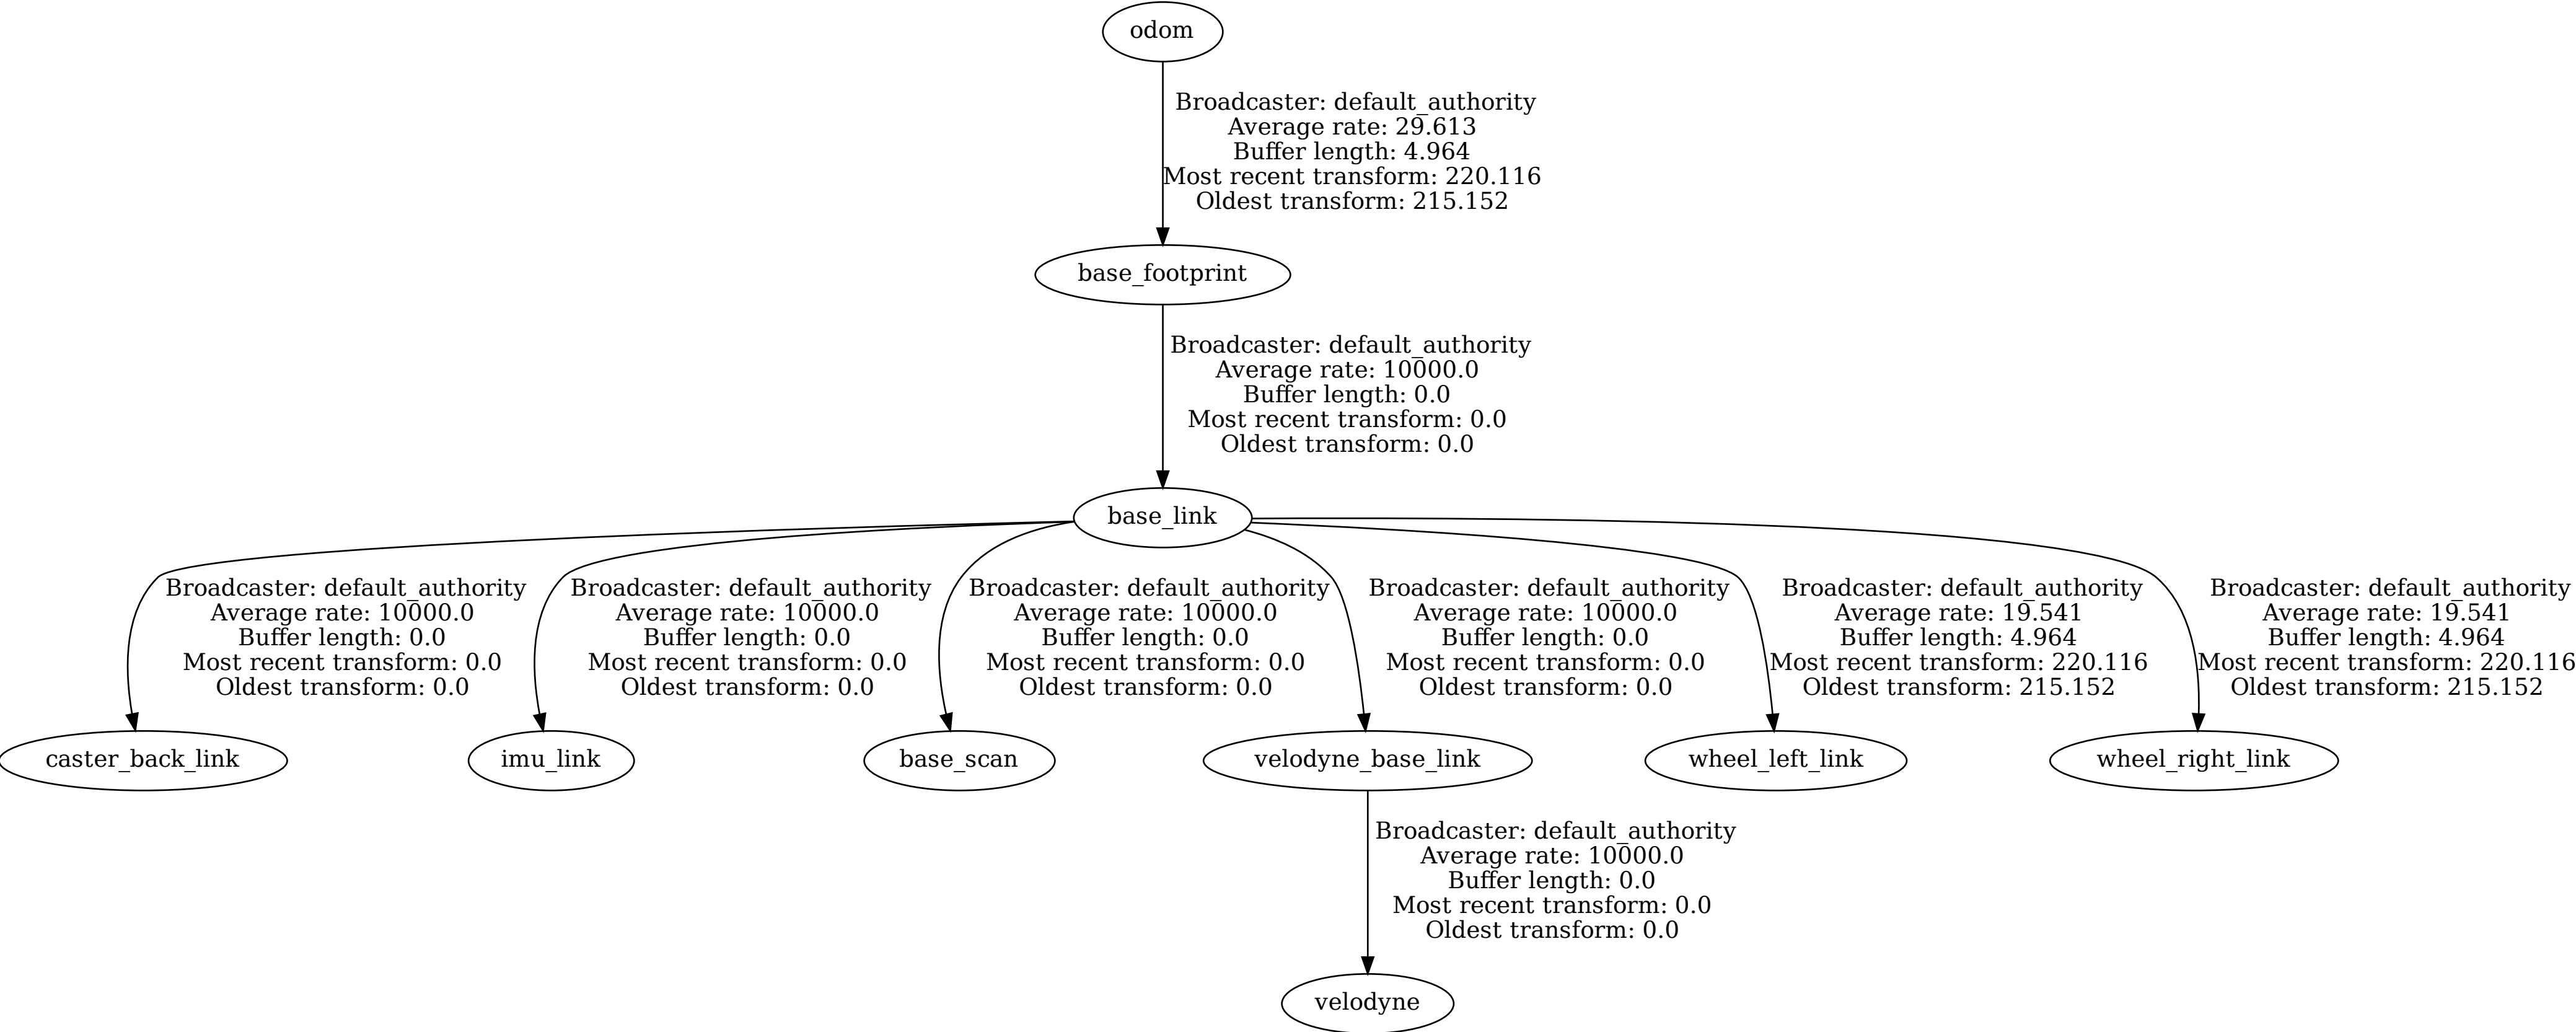 odom
Broadcaster: default_authority
Average rate: 29.613
Buffer length: 4.964
Most recent transform: 220.116
Oldest transform: 215.152
base_footprint
Broadcaster: default_authority
Average rate: 10000.0
Buffer length: 0.0
Most recent transform: 0.0
Oldest transform: 0.0
base_link
Broadcaster: default_authority
Average rate: 10000.0
Buffer length: 0.0
Most recent transform: 0.0
Oldest transform: 0.0
Broadcaster: default_authority
Average rate: 10000.0
Buffer length: 0.0
Most recent transform: 0.0
Oldest transform: 0.0
Broadcaster: default_authority
Average rate: 10000.0
Buffer length: 0.0
Most recent transform: 0.0
Oldest transform: 0.0
Broadcaster: default_authority
Average rate: 10000.0
Buffer length: 0.0
Most recent transform: 0.0
Oldest transform: 0.0
Broadcaster: default_authority
Average rate: 19.541
Buffer length: 4.964
Most recent transform: 220.116
Oldest transform: 215.152
Broadcaster: default_authority
Average rate: 19.541
Buffer length: 4.964
Most recent transform: 220.116
Oldest transform: 215.152
caster_back_link
imu_link
base_scan
velodyne_base_link
wheel_left_link
wheel_right_link
Broadcaster: default_authority
Average rate: 10000.0
Buffer length: 0.0
Most recent transform: 0.0
Oldest transform: 0.0
velodyne